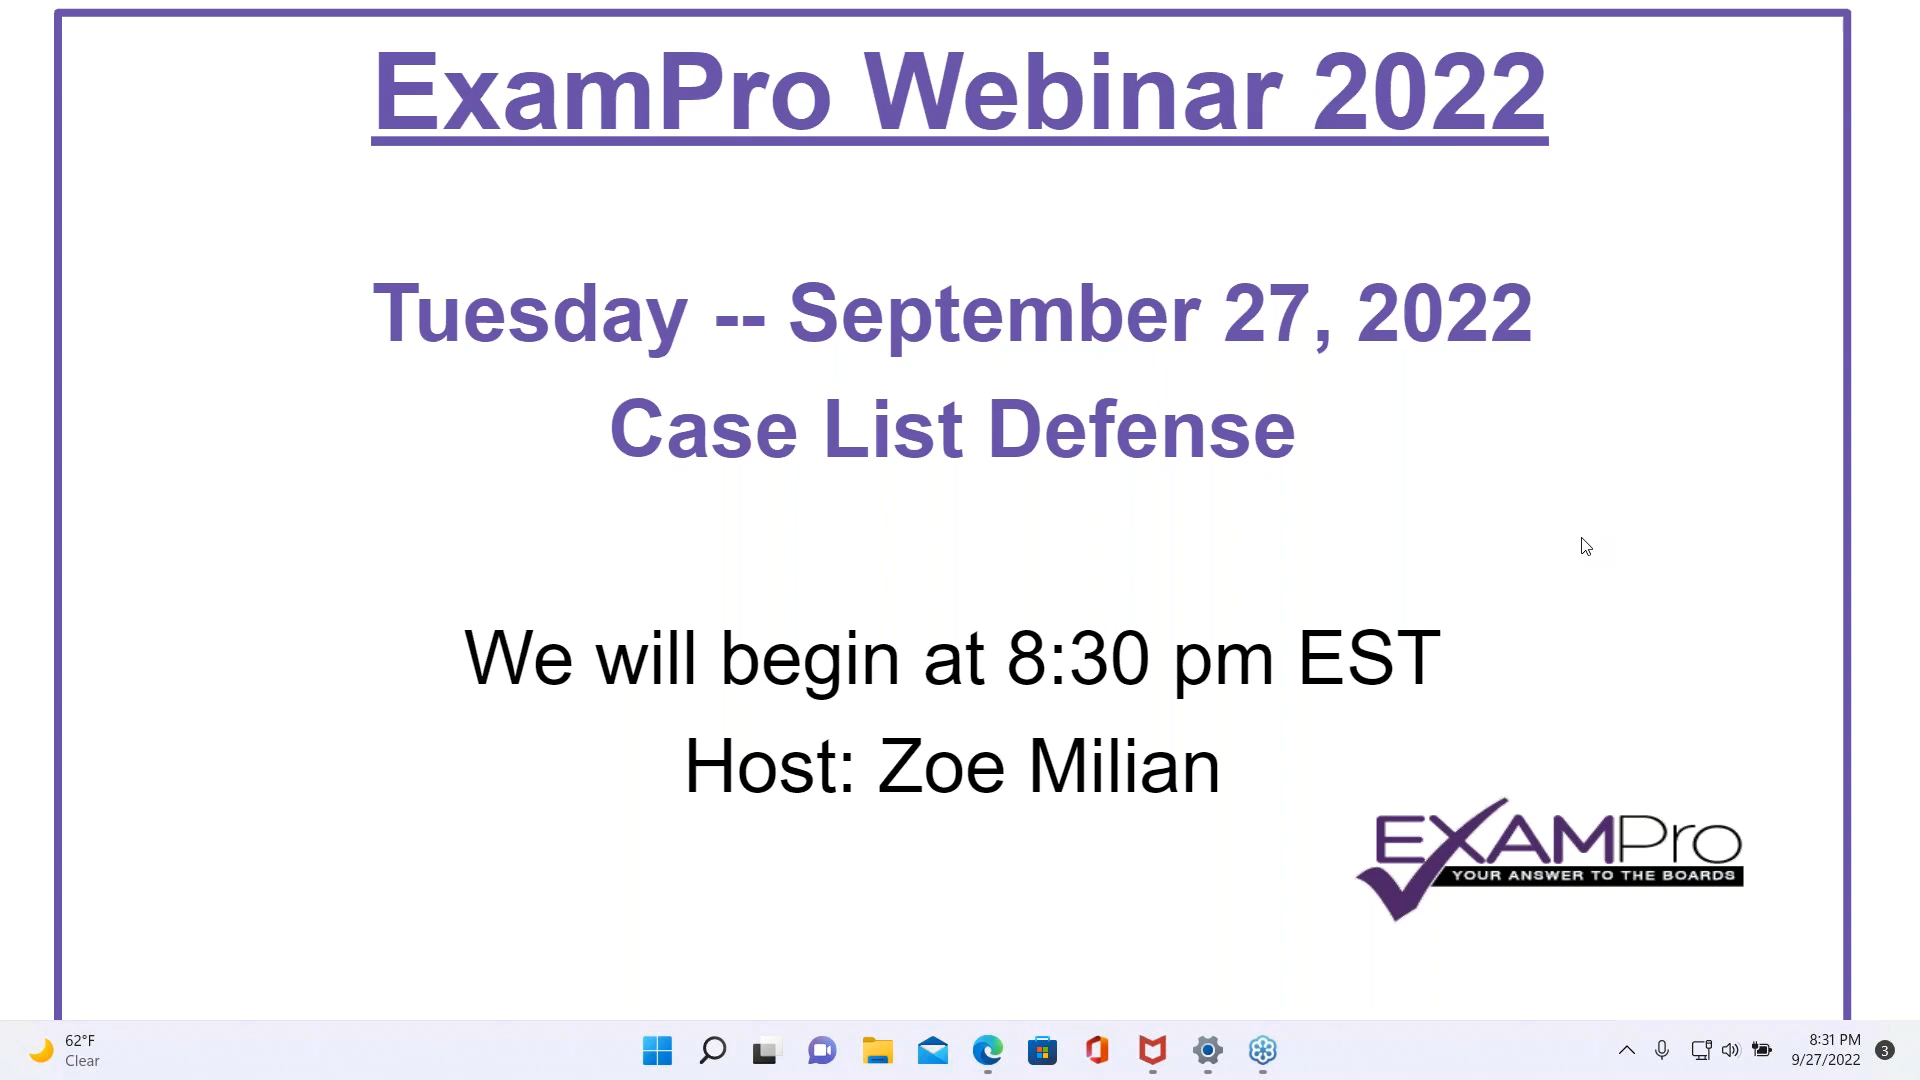 ExamPro Webinar 2022
Tuesday -- September 27, 2022
Case List Defense
We will begin at 8:30 pm EST
Host: Zoe Milian
EXAMPro
YOUR ANSWER TO THE BOARDS
62°F
Clear
8:31 PM
9/27/2022
3